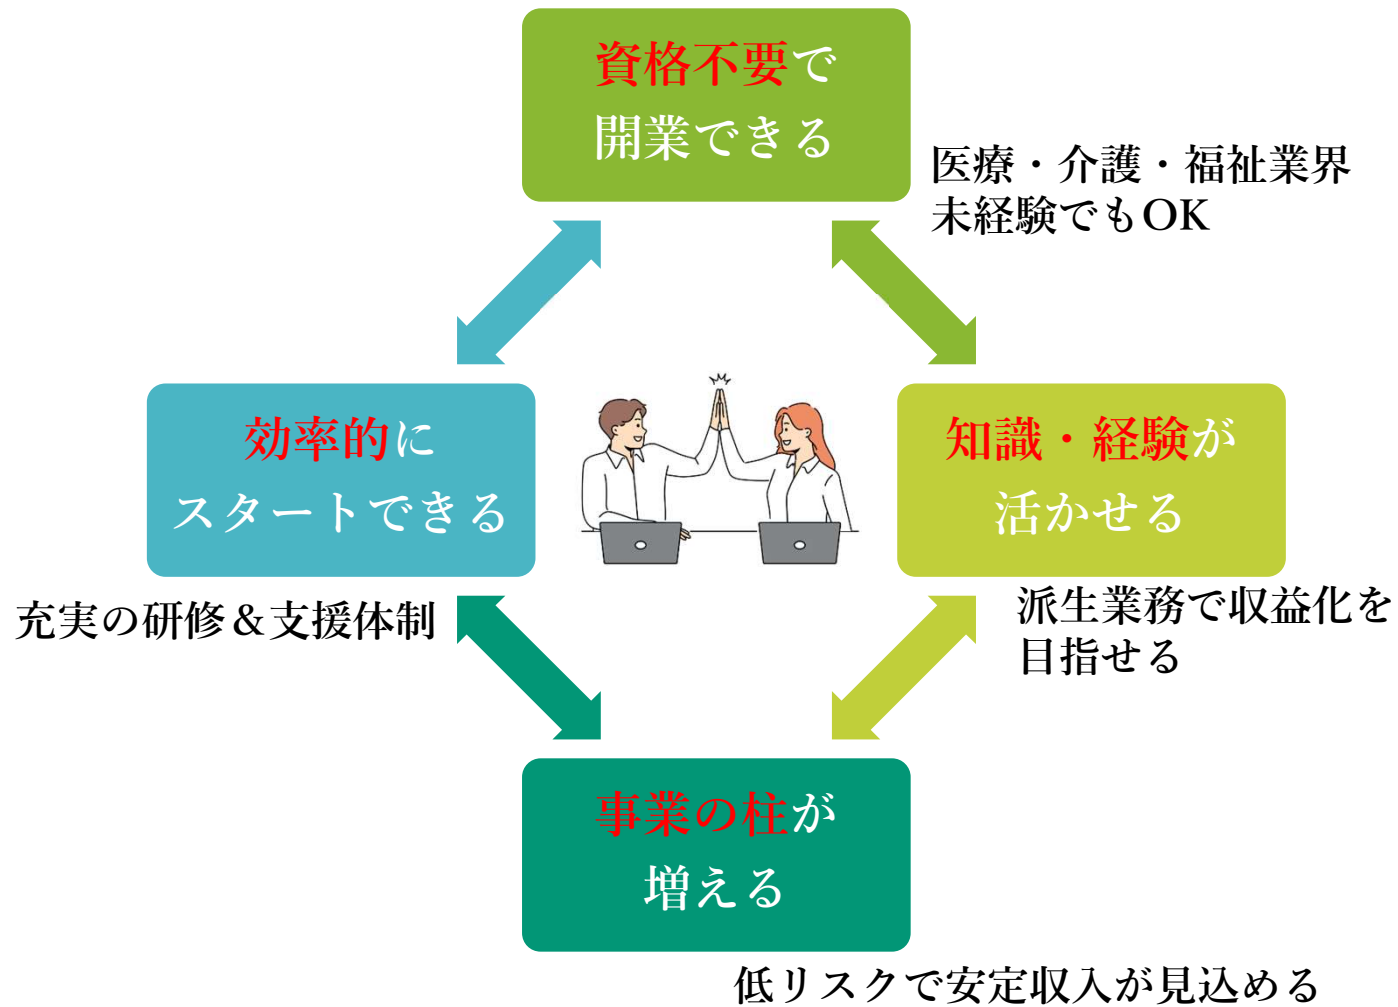 資格不要で
開業できる
医療・介護・福祉業界
未経験でもOK
効率的に
スタートできる
充実の研修＆支援体制
知識・経験が
活かせる
派生業務で収益化を
目指せる
事業の柱が
増える
低リスクで安定収入が見込める